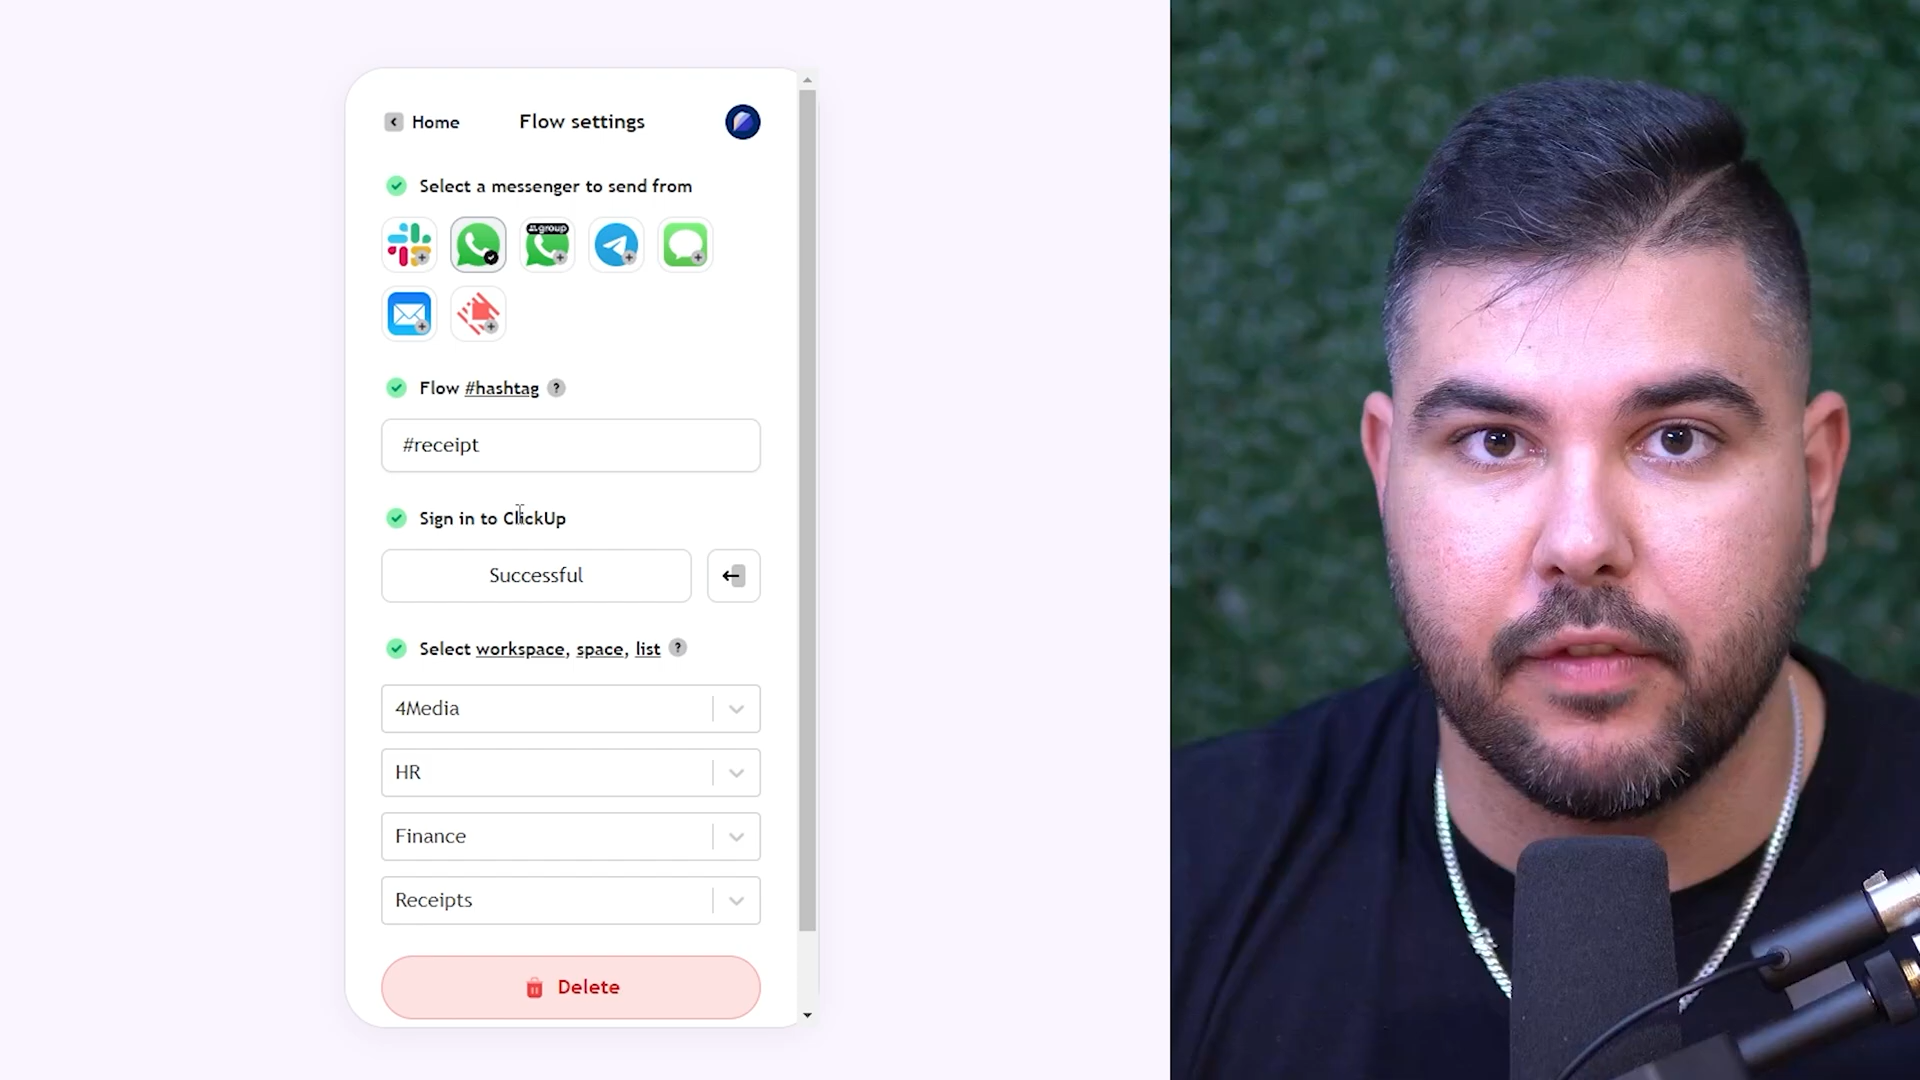 Home
Flow settings
Select a messenger to send from
group
Flow #hashtag ?
#receipt
Sign in to ClickUp
Successful
Select workspace, space, list ?
4Media
HR
Finance
Receipts
Delete